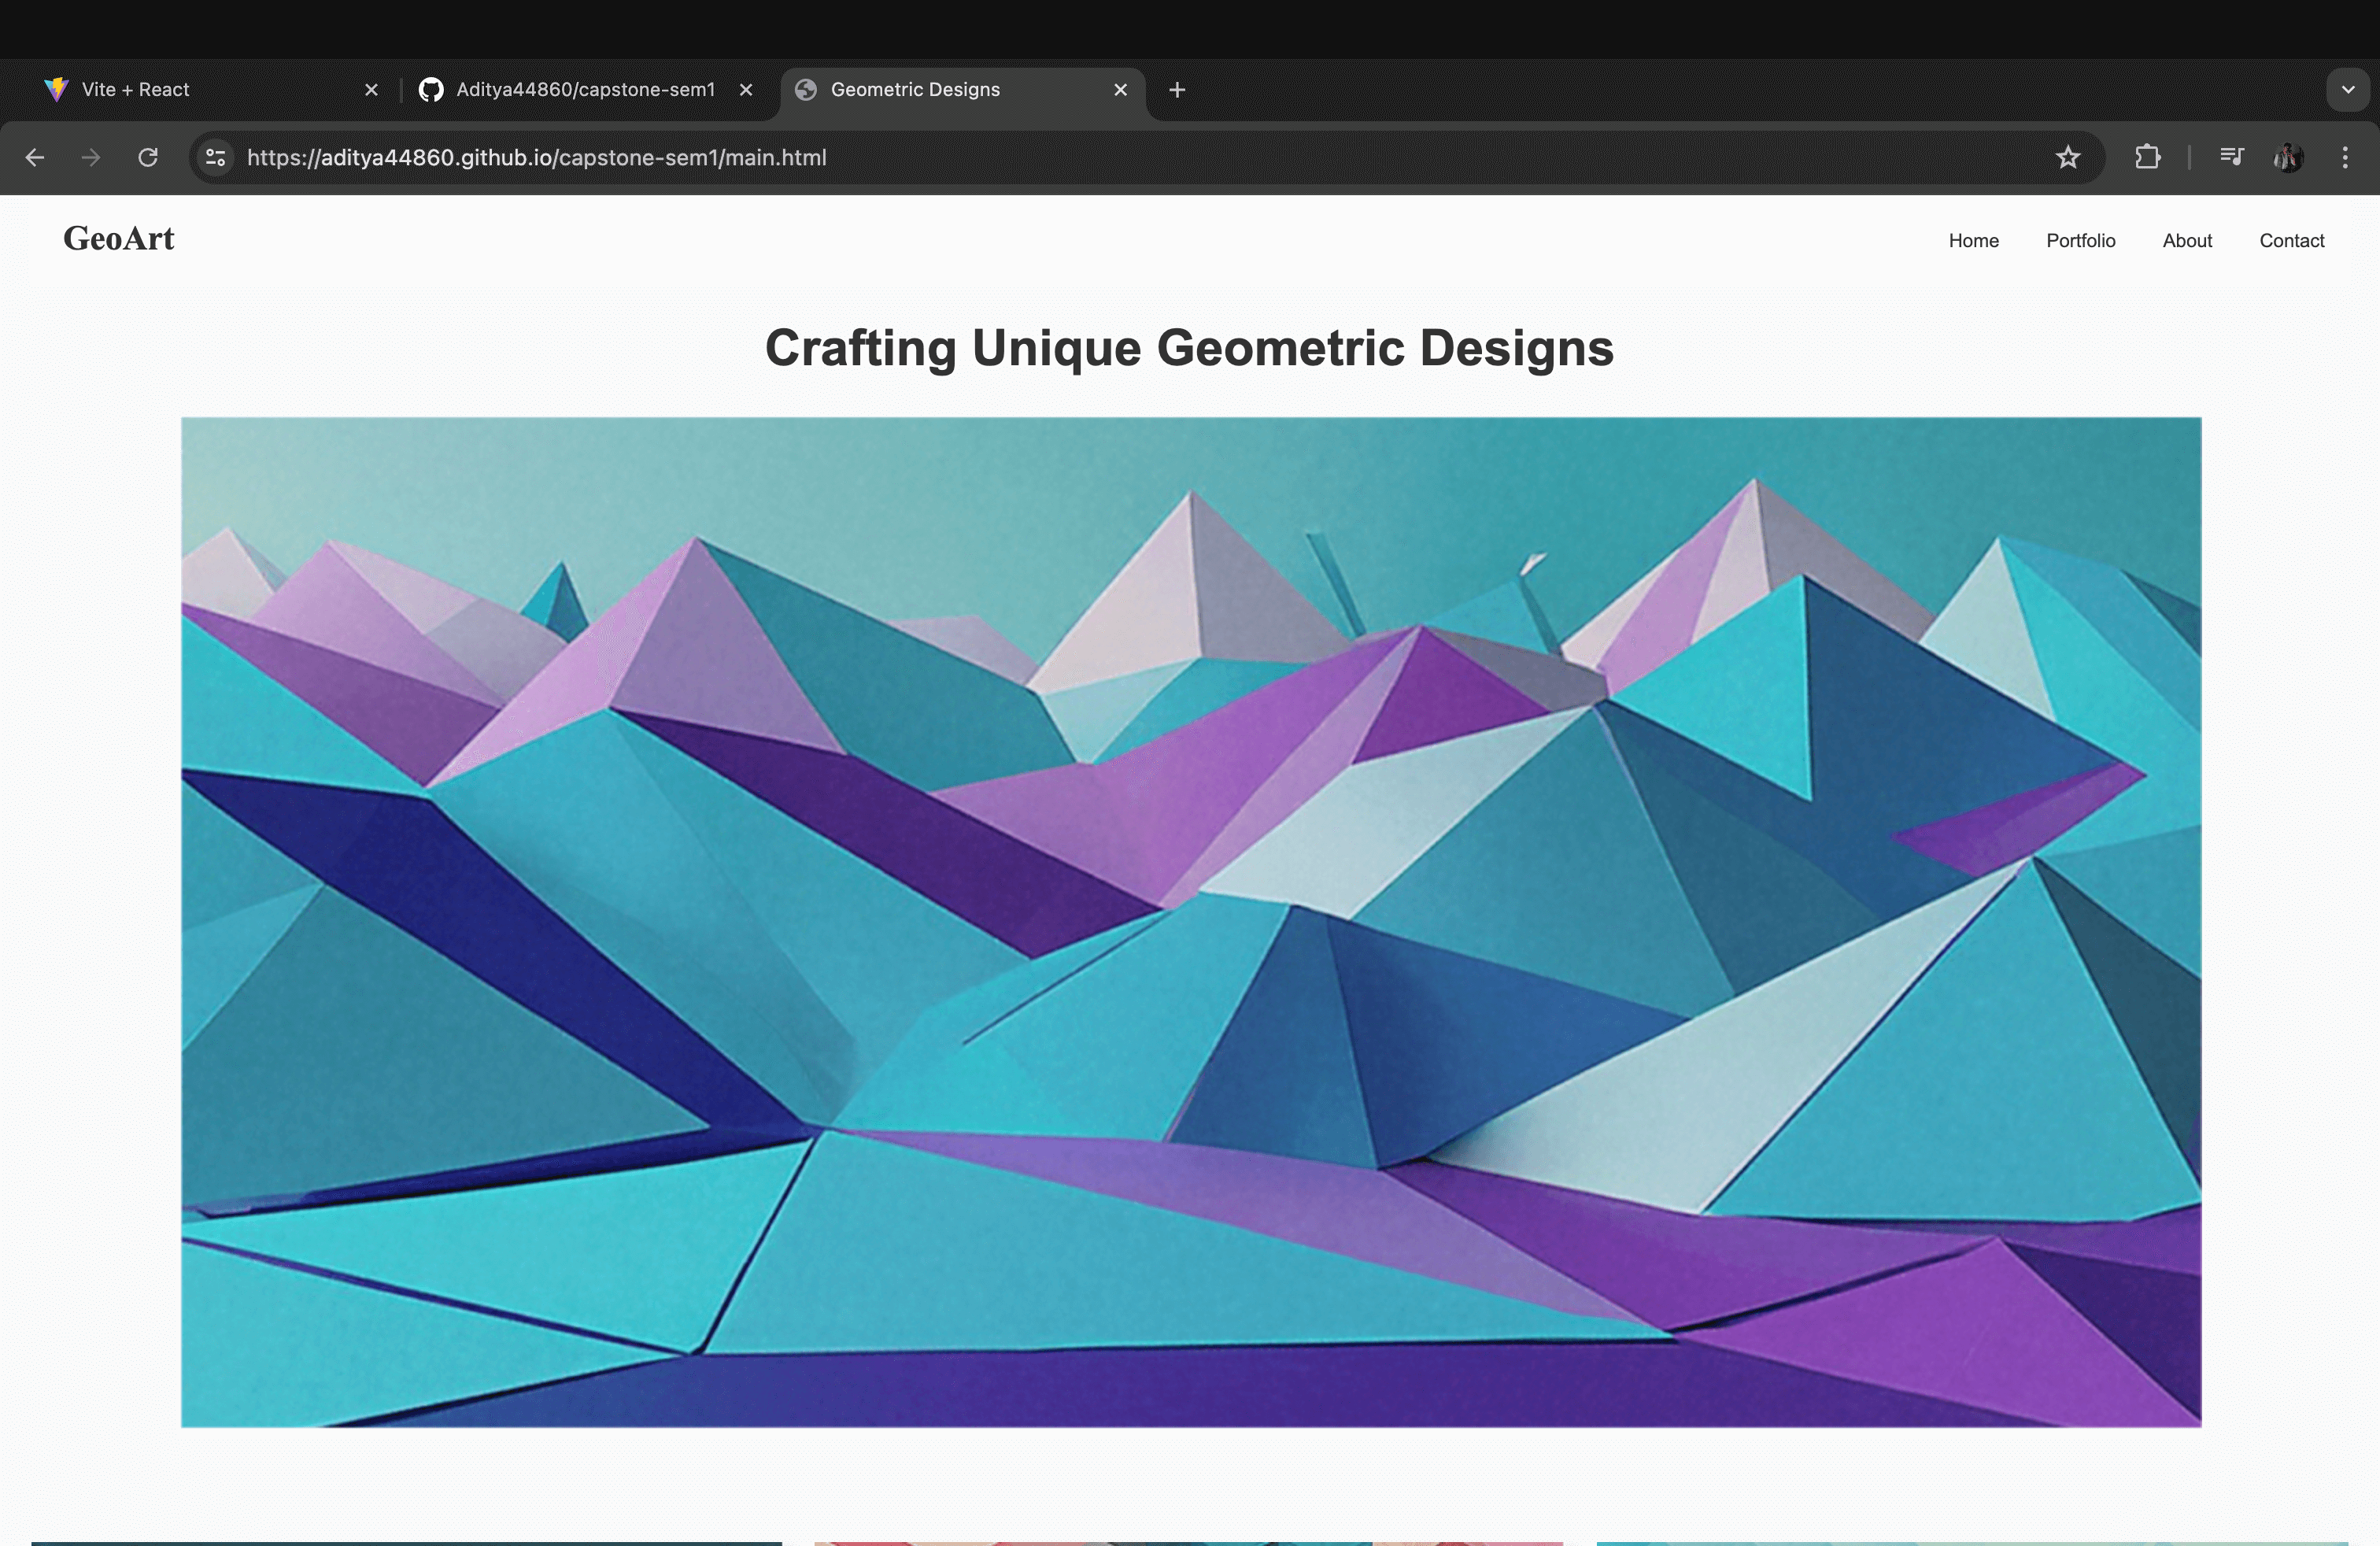 Vite + React
Aditya44860/capstone-sem1
Geometric Designs
https://aditya44860.github.io/capstone-sem1/main.html
GeoArt
Home
Portfolio
About
Contact
Crafting Unique Geometric Designs